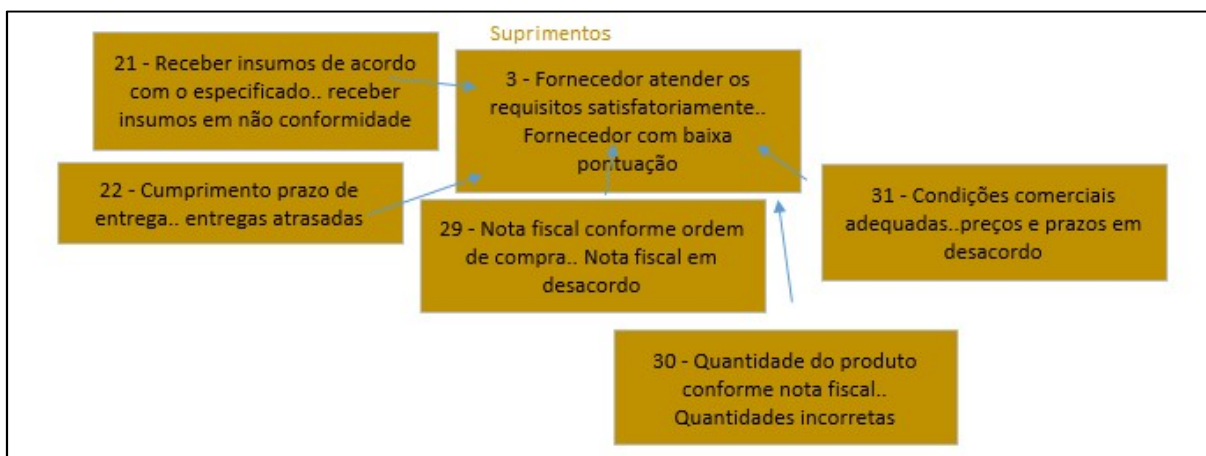 Suprimentos
21 - Receber insumos de acordo
com o especificado.. receber
insumos em não conformidade
3 - Fornecedor atender os
requisitos satisfatoriamente..
Fornecedor com baixa
pontuação
22 - Cumprimento prazo de
entrega.. entregas atrasadas
29 - Nota fiscal conforme ordem
de compra.. Nota fiscal em
desacordo
31 - Condições comerciais
adequadas..preços e prazos em
desacordo
30 - Quantidade do produto
conforme nota fiscal..
Quantidades incorretas